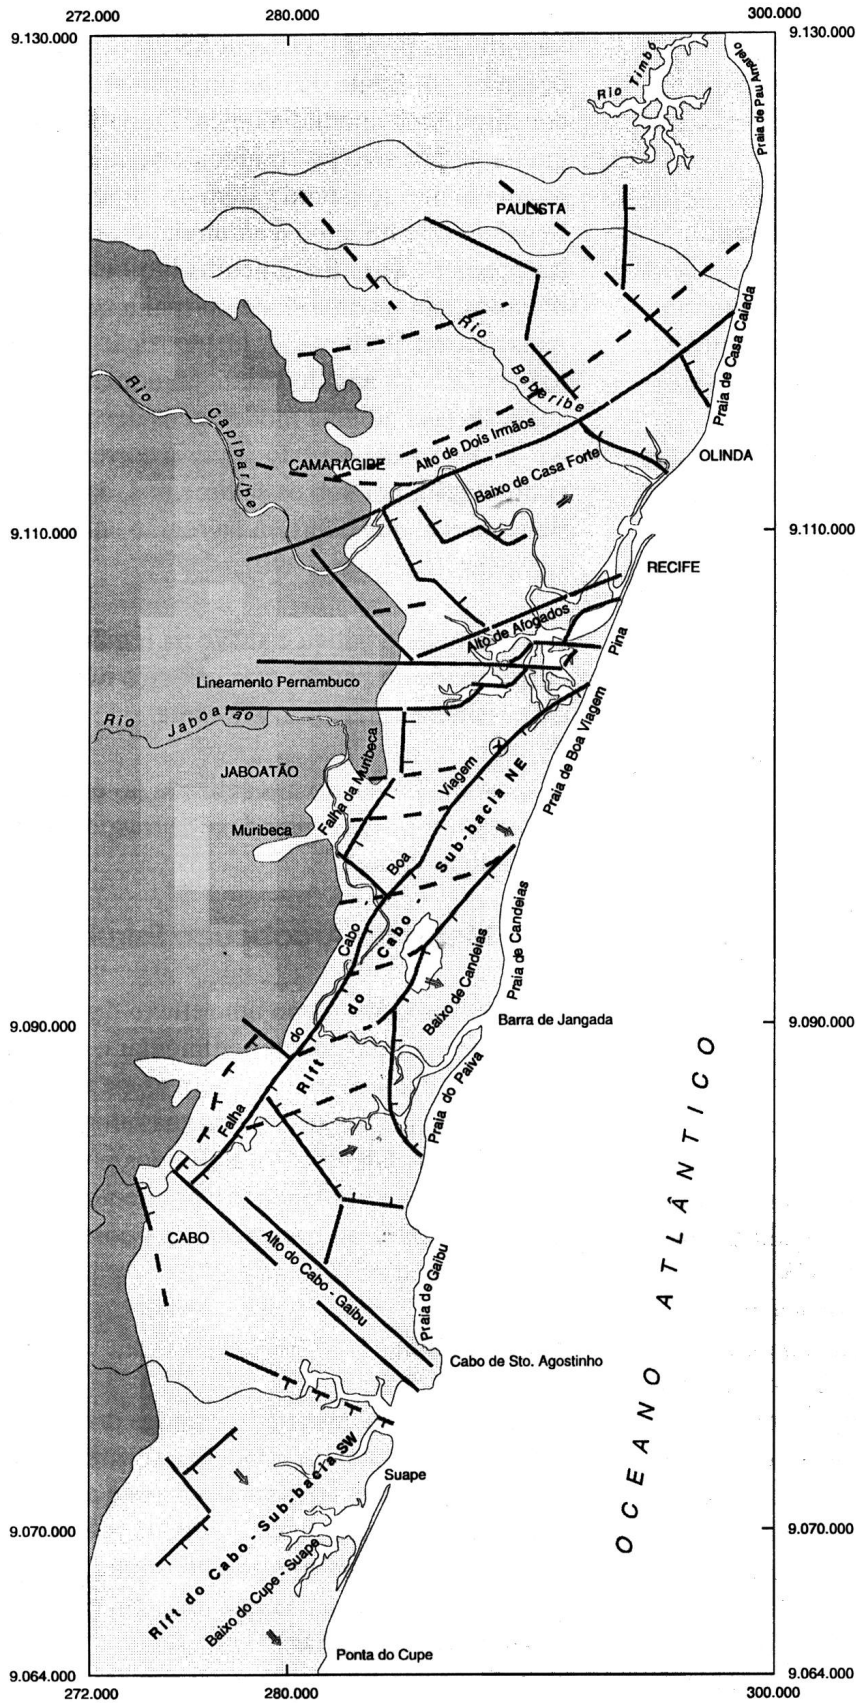 272.000
280.000
300.000
9.130.000
9.130.000
Rio Timbó
Praia de Pau Amarelo
PAULISTA
Rio Beberibe
Praia de Casa Caiada
Rio Capibaribe
CAMARAGIBE
Alto de Dois Irmãos
Baixo de Casa Forte
OLINDA
9.110.000
9.110.000
RECIFE
Alto de Afogados
Pina
Lineamento Pernambuco
Rio Jaboatão
Praia de Boa Viagem
JABOATÃO
Falha da Muribeca
Muribeca
Sub-bacia NE
Falha do Cabo Boa Viagem
Rift do Cabo
Praia de Candeias
Baixo de Candeias
9.090.000
9.090.000
Barra de Jangada
Praia do Paiva
OCEANO ATLÂNTICO
CABO
Alto do Cabo - Gaibu
Praia de Gaibu
Cabo de Sto. Agostinho
Suape
9.070.000
9.070.000
Rift do Cabo - Sub-bacia SW
Baixo do Cupe - Suape
Ponta do Cupe
9.064.000
9.064.000
272.000
280.000
300.000